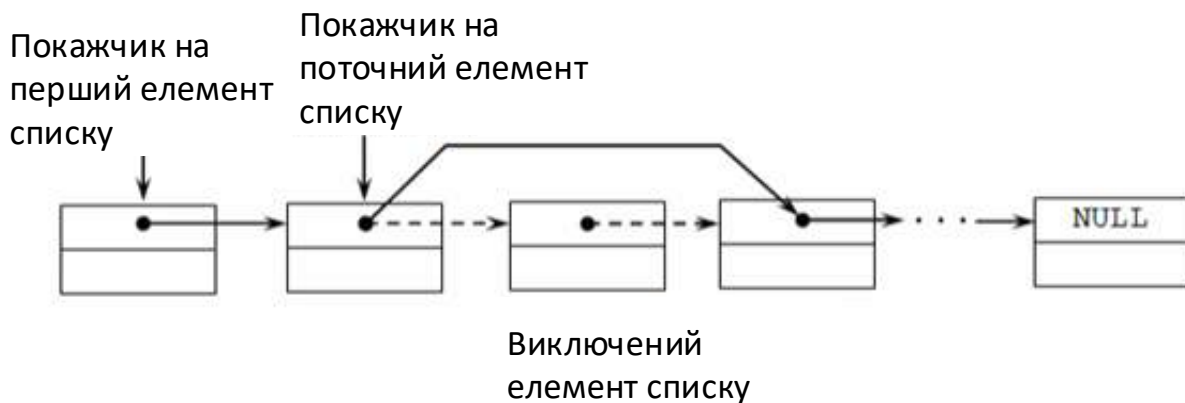 Покажчик на
перший елемент
списку
Покажчик на
поточний елемент
списку
NULL
Виключений
елемент списку